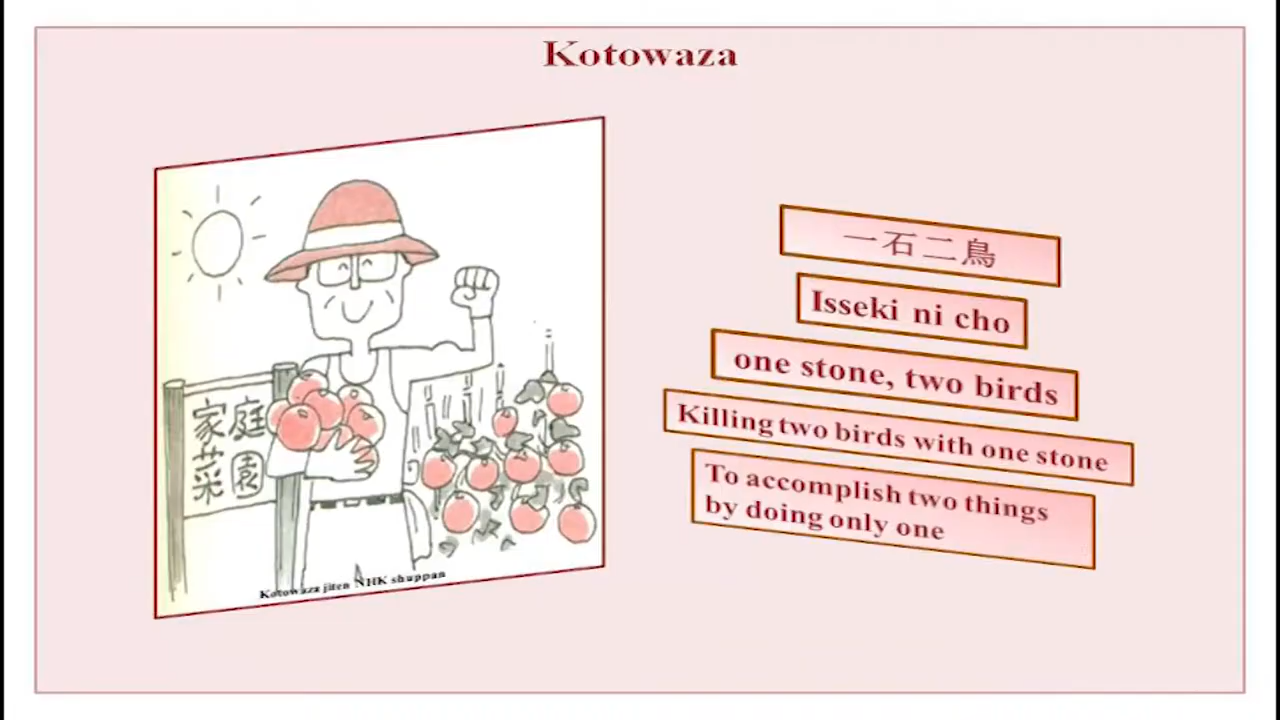 Kotowaza
一石二鳥
Isseki ni cho
one stone, two birds
Killing two birds with one stone
To accomplish two things
by doing only one
家庭
菜園
Kotowaza jiten NHK shuppan